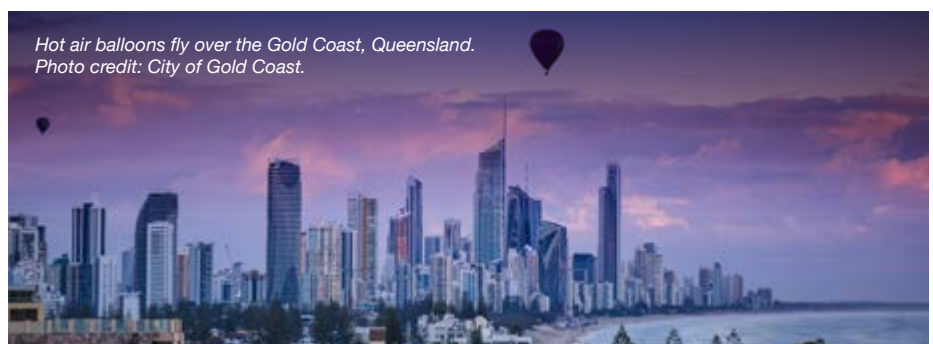 Hot air balloons fly over the Gold Coast, Queensland.
Photo credit: City of Gold Coast.